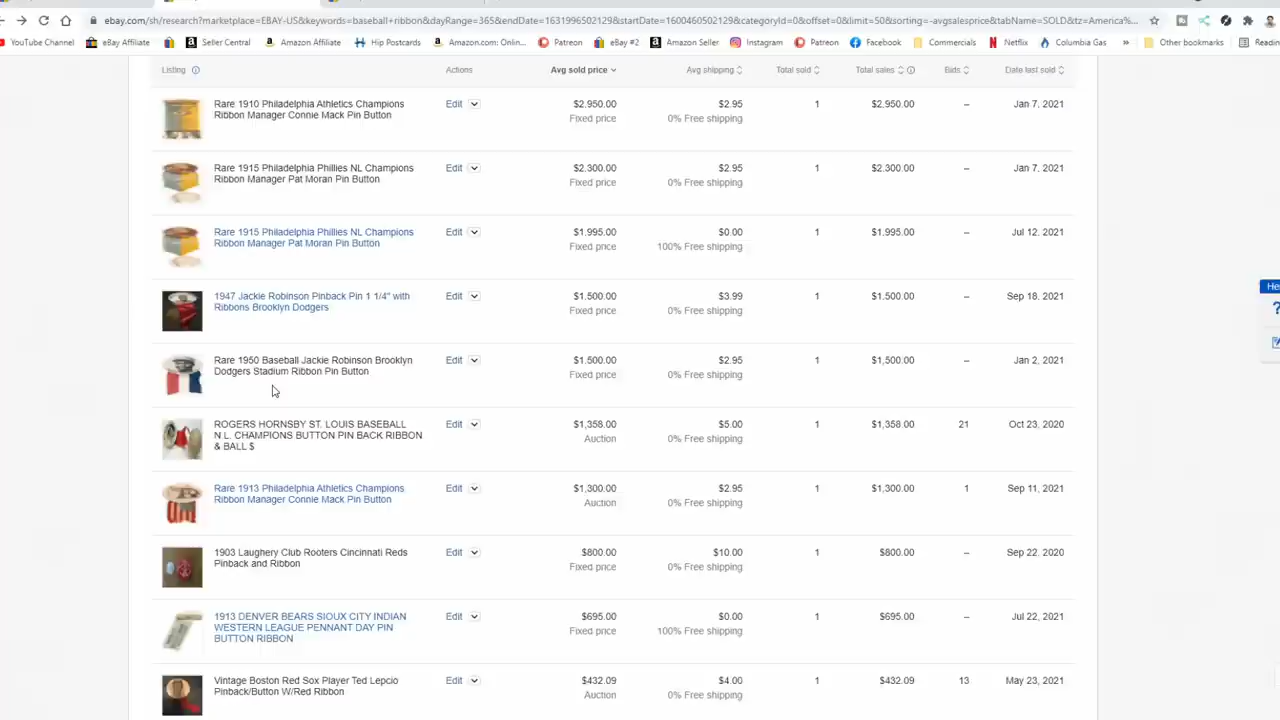 ebay.com/sh/research?marketplace=EBAY-US&keywords=baseball+ribbon&dayRange=365&endDate=1631996502129&startDate=1600460502129&categoryId=0&offset=0&limit=50&sorting=-avgsalesprice&tabName=SOLD&tz=America%...
YouTube Channel eBay Affiliate Seller Central Amazon Affiliate Hip Postcards Amazon.com: Onlin... Patreon eBay #2 Amazon Seller Instagram Patreon Facebook Commercials Netflix Columbia Gas » Other bookmarks Readin
Listing Actions Avg sold price Avg shipping Total sold Total sales Bids Date last sold
Rare 1910 Philadelphia Athletics Champions Edit $2,950.00 $2.95 1 $2,950.00 – Jan 7, 2021
Ribbon Manager Connie Mack Pin Button Fixed price 0% Free shipping
Rare 1915 Philadelphia Phillies NL Champions Edit $2,300.00 $2.95 1 $2,300.00 – Jan 7, 2021
Ribbon Manager Pat Moran Pin Button Fixed price 0% Free shipping
Rare 1915 Philadelphia Phillies NL Champions Edit $1,995.00 $0.00 1 $1,995.00 – Jul 12, 2021
Ribbon Manager Pat Moran Pin Button Fixed price 100% Free shipping
1947 Jackie Robinson Pinback Pin 1 1/4" with Edit $1,500.00 $3.99 1 $1,500.00 – Sep 18, 2021
Ribbons Brooklyn Dodgers Fixed price 0% Free shipping
Rare 1950 Baseball Jackie Robinson Brooklyn Edit $1,500.00 $2.95 1 $1,500.00 – Jan 2, 2021
Dodgers Stadium Ribbon Pin Button Fixed price 0% Free shipping
ROGERS HORNSBY ST. LOUIS BASEBALL Edit $1,358.00 $5.00 1 $1,358.00 21 Oct 23, 2020
N.L. CHAMPIONS BUTTON PIN BACK RIBBON Auction 0% Free shipping
& BALL $
Rare 1913 Philadelphia Athletics Champions Edit $1,300.00 $2.95 1 $1,300.00 1 Sep 11, 2021
Ribbon Manager Connie Mack Pin Button Auction 0% Free shipping
1903 Laughery Club Rooters Cincinnati Reds Edit $800.00 $10.00 1 $800.00 – Sep 22, 2020
Pinback and Ribbon Fixed price 0% Free shipping
1913 DENVER BEARS SIOUX CITY INDIAN Edit $695.00 $0.00 1 $695.00 – Jul 22, 2021
WESTERN LEAGUE PENNANT DAY PIN Fixed price 100% Free shipping
BUTTON RIBBON
Vintage Boston Red Sox Player Ted Lepcio Edit $432.09 $4.00 1 $432.09 13 May 23, 2021
Pinback/Button W/Red Ribbon Auction 0% Free shipping
He
?